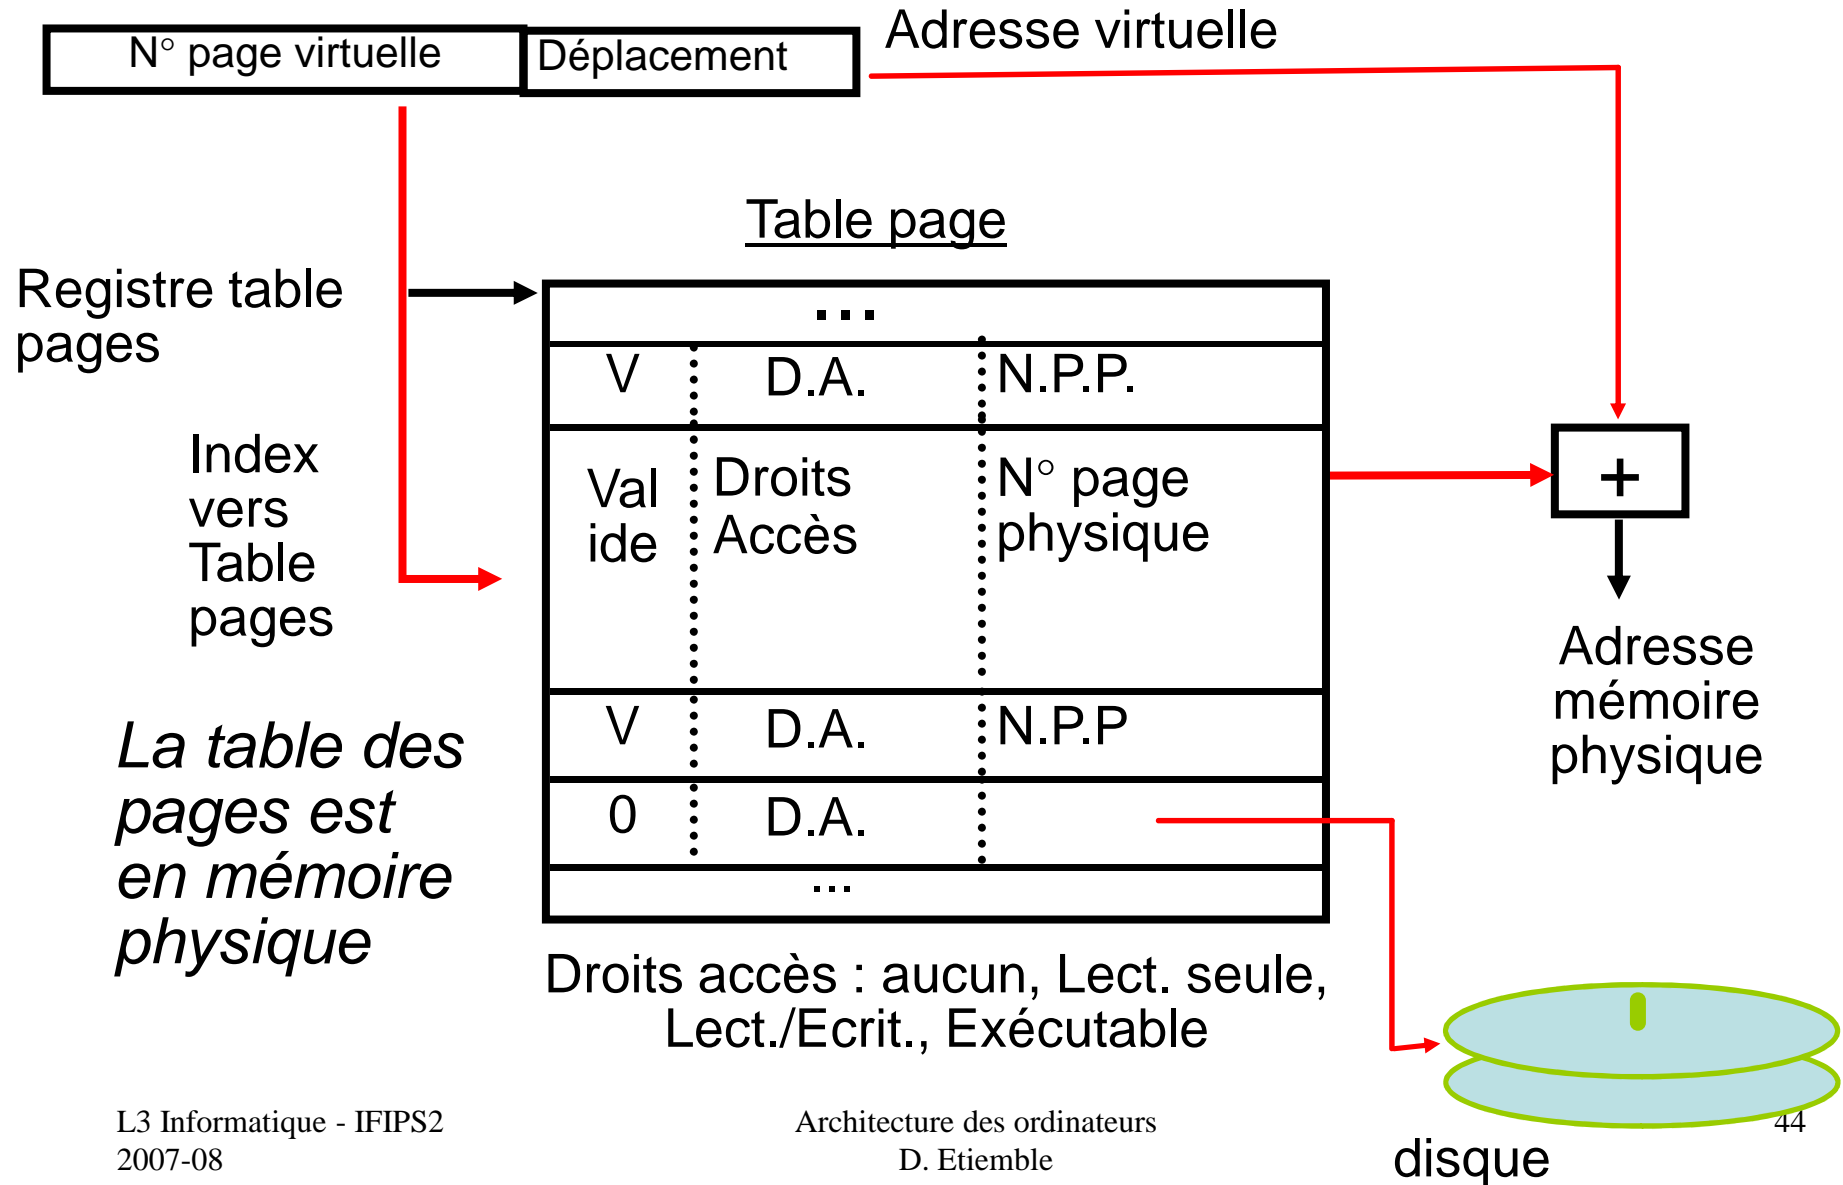 N° page virtuelle
Déplacement
Adresse virtuelle
Table page
Registre table
pages
...
V
D.A.
N.P.P.
Index
vers
Table
pages
Val
ide
Droits
Accès
N° page
physique
+
Adresse
mémoire
physique
V
D.A.
N.P.P
La table des
pages est
en mémoire
physique
0
D.A.
...
Droits accès : aucun, Lect. seule,
Lect./Ecrit., Exécutable
disque
L3 Informatique - IFIPS2
2007-08
Architecture des ordinateurs
D. Etiemble
44